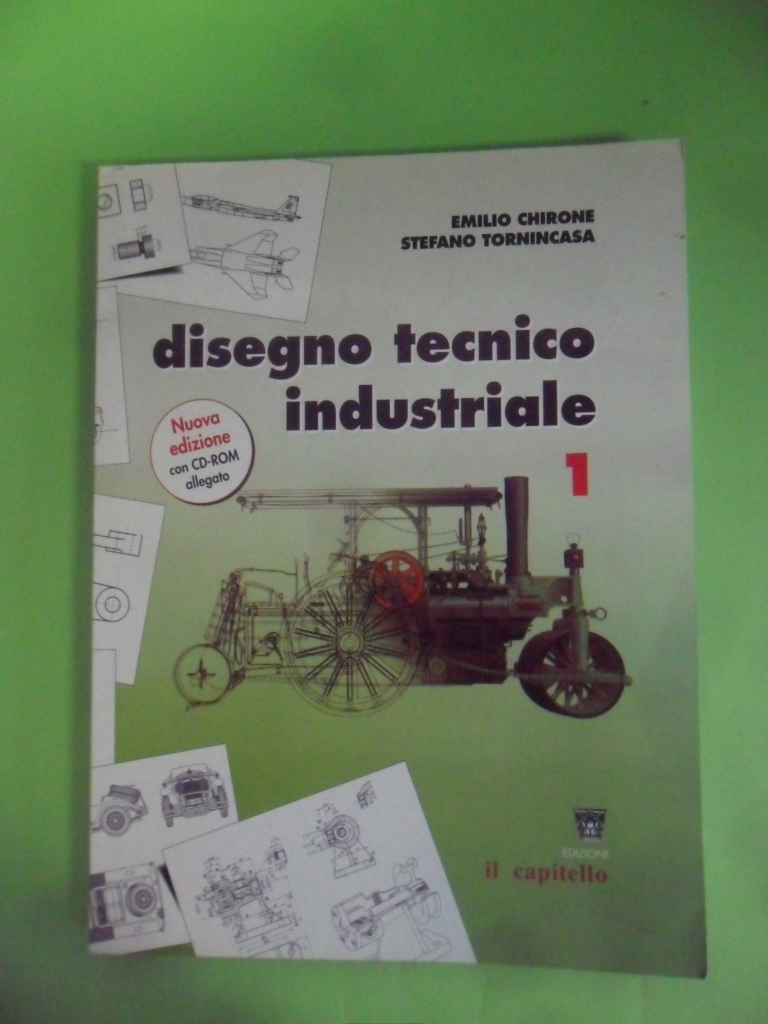 EMILIO CHIRONE
STEFANO TORNINCASA
disegno tecnico
industriale
1
Nuova
edizione
con CD-ROM
allegato
EDIZIONI
il capitello